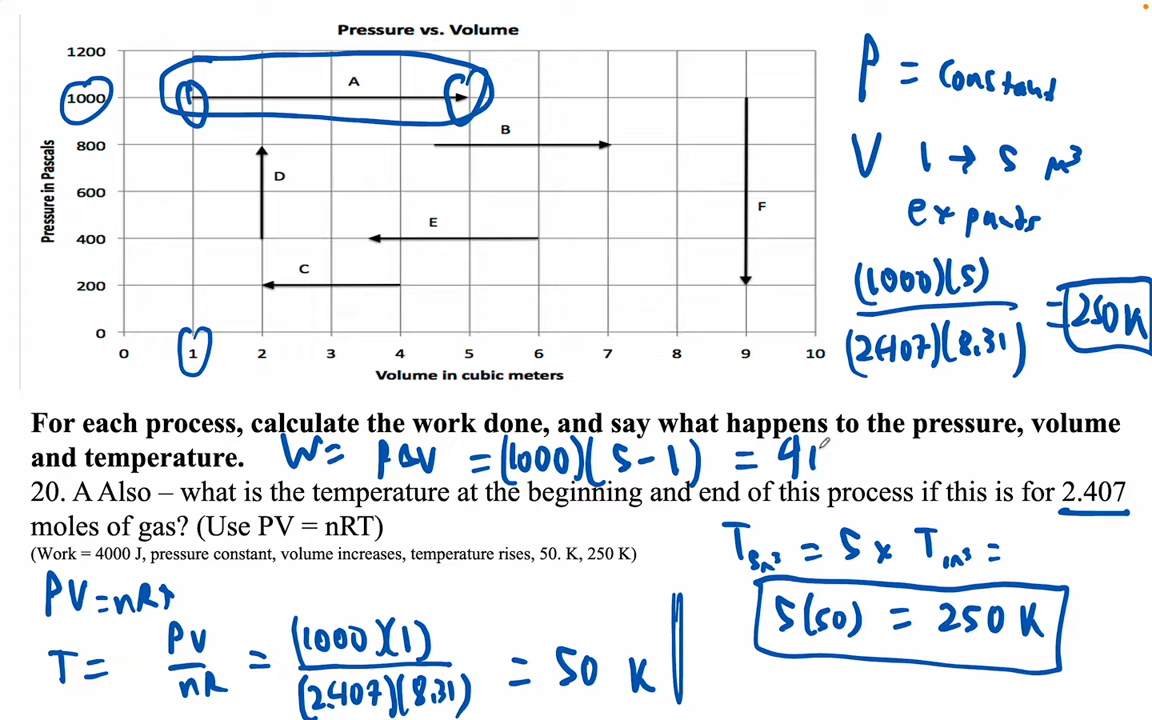 Pressure vs. Volume
1200
1000
800
600
400
200
0
Pressure in Pascals
A
B
D
E
F
C
0 1 2 3 4 5 6 7 8 9 10
Volume in cubic meters
P = constant
V 1 → 5 m³
expands
(1000)(5)
(2.407)(8.31)
= 250 K
For each process, calculate the work done, and say what happens to the pressure, volume
and temperature.
W = PΔV = (1000)(5-1) = 4
20. A Also – what is the temperature at the beginning and end of this process if this is for 2.407
moles of gas? (Use PV = nRT)
(Work = 4000 J, pressure constant, volume increases, temperature rises, 50. K, 250 K)
T5m³ = 5 x T1m³ =
5(50) = 250 K
PV = nRT
T = PV / nR = (1000)(1) / (2.407)(8.31) = 50 K